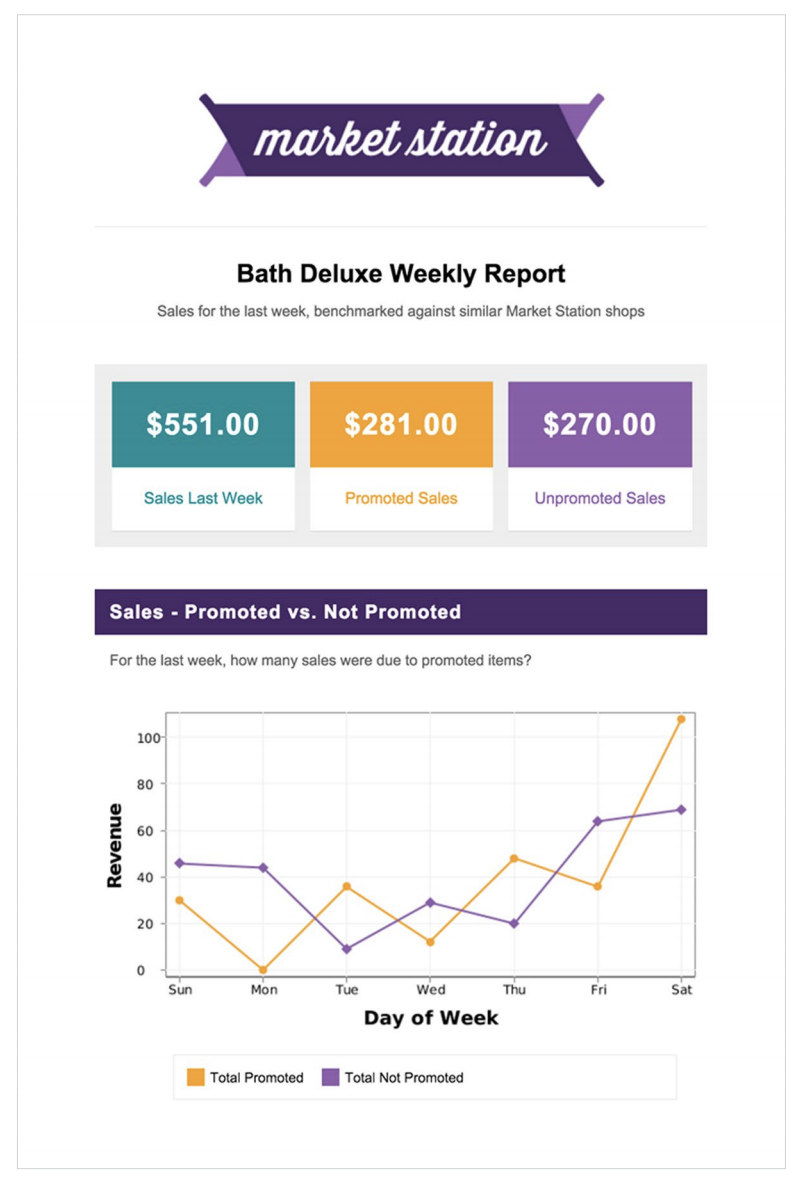 market station
Bath Deluxe Weekly Report
Sales for the last week, benchmarked against similar Market Station shops
$551.00 $281.00 $270.00
Sales Last Week Promoted Sales Unpromoted Sales
Sales - Promoted vs. Not Promoted
For the last week, how many sales were due to promoted items?
Revenue
100
80
60
40
20
0
Sun Mon Tue Wed Thu Fri Sat
Day of Week
Total Promoted Total Not Promoted